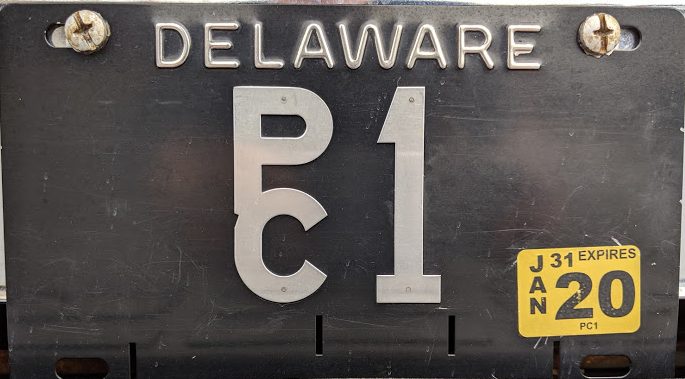 DELAWARE
PC 1
JAN 31 EXPIRES
20
PC1